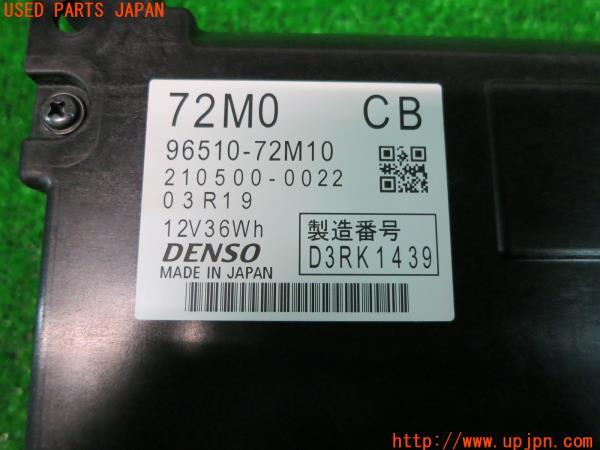 USED PARTS JAPAN
72M0 CB
96510-72M10
210500-0022
03R19
12V36Wh
DENSO
MADE IN JAPAN
製造番号
D3RK1439
http://www.upjpn.com/